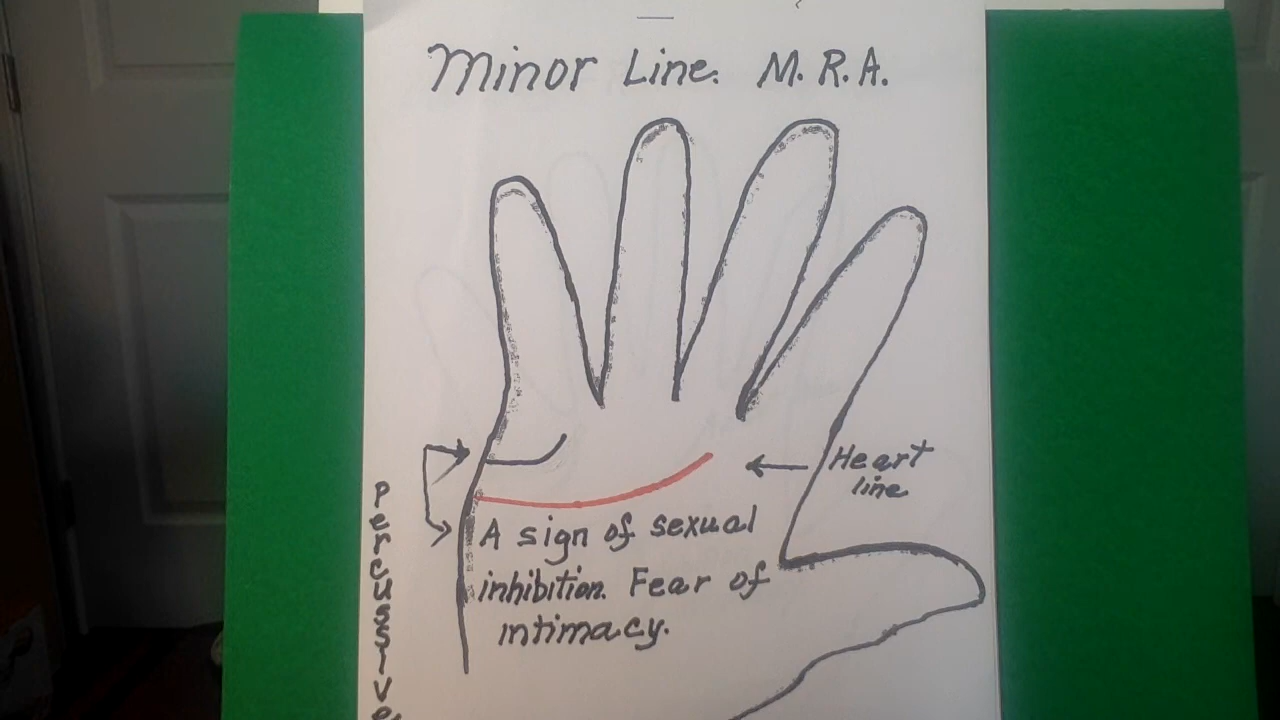 Minor Line. M.R.A.
Heart
line
A sign of sexual
inhibition. Fear of
intimacy.
Percussive